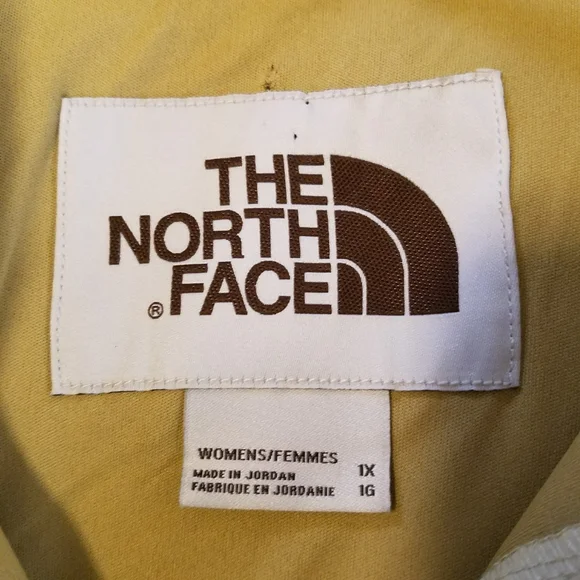 THE
NORTH
® FACE
WOMENS/FEMMES
MADE IN JORDAN 1X
FABRIQUE EN JORDANIE 1G